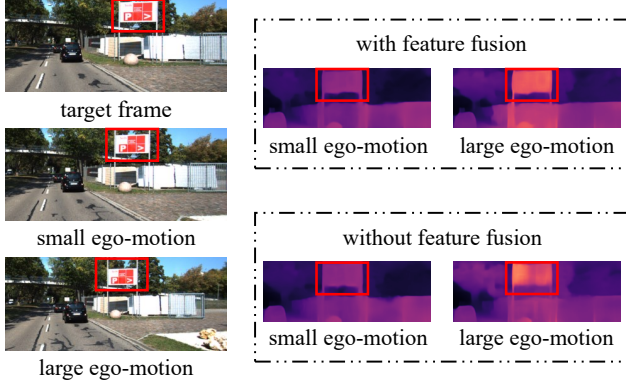 P >
target frame
P >
small ego-motion
P >
large ego-motion
with feature fusion
small ego-motion large ego-motion
without feature fusion
small ego-motion large ego-motion